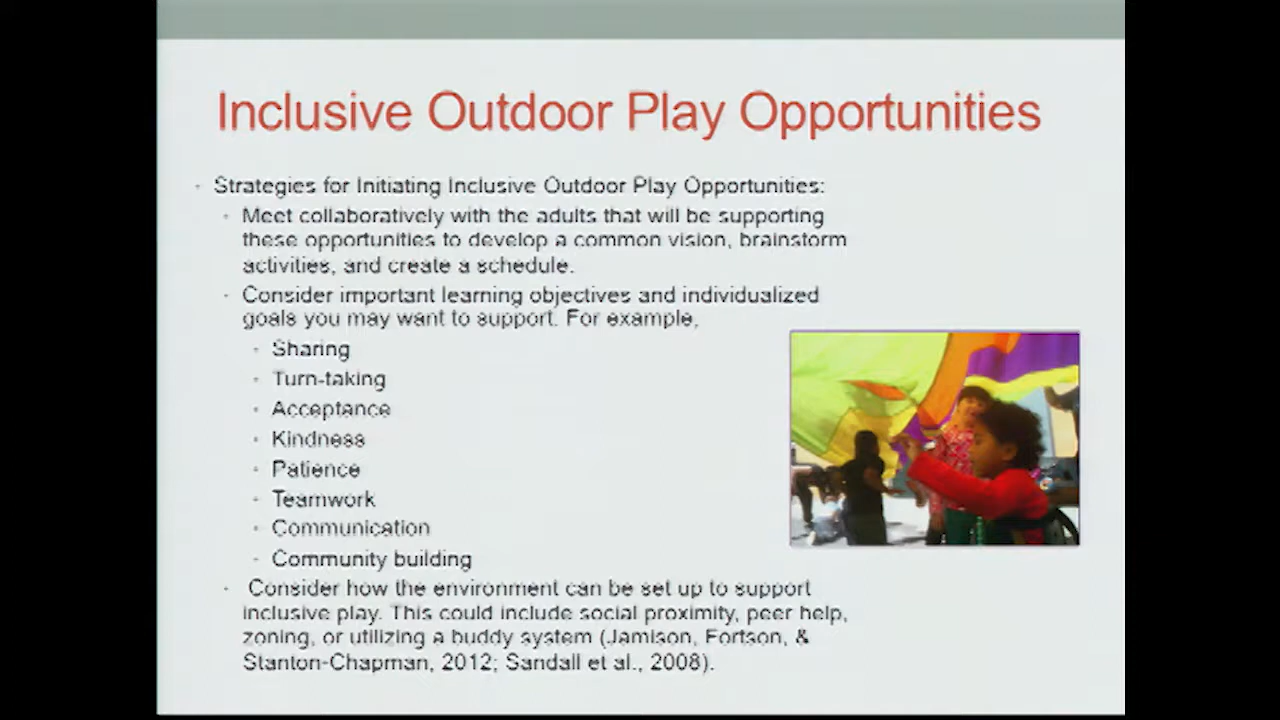 Inclusive Outdoor Play Opportunities
Strategies for Initiating Inclusive Outdoor Play Opportunities:
Meet collaboratively with the adults that will be supporting
these opportunities to develop a common vision, brainstorm
activities, and create a schedule.
Consider important learning objectives and individualized
goals you may want to support. For example,
Sharing
Turn-taking
Acceptance
Kindness
Patience
Teamwork
Communication
Community building
Consider how the environment can be set up to support
inclusive play. This could include social proximity, peer help,
zoning, or utilizing a buddy system (Jamison, Fortson, &
Stanton-Chapman, 2012; Sandall et al., 2008).